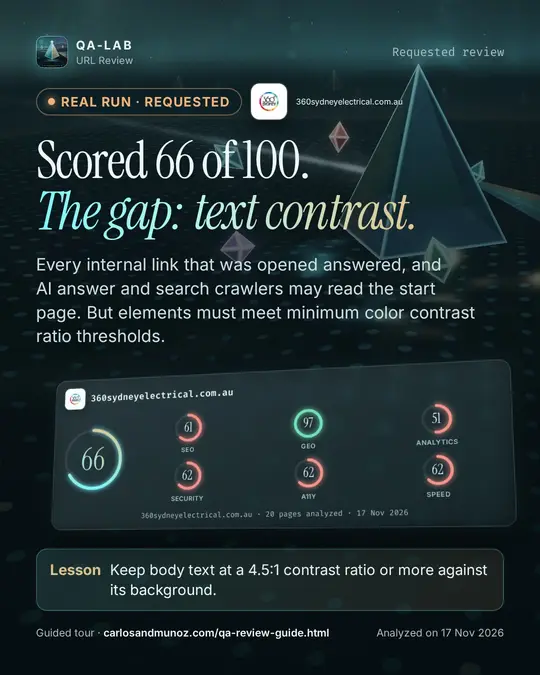 QA-LAB
URL Review
Requested review
REAL RUN · REQUESTED
360sydneyelectrical.com.au
Scored 66 of 100.
The gap: text contrast.
Every internal link that was opened answered, and
AI answer and search crawlers may read the start
page. But elements must meet minimum color contrast
ratio thresholds.
360sydneyelectrical.com.au
66
61
SEO
97
GEO
51
ANALYTICS
62
SECURITY
62
A11Y
62
SPEED
360sydneyelectrical.com.au · 20 pages analyzed · 17 Nov 2026
Lesson Keep body text at a 4.5:1 contrast ratio or more against
its background.
Guided tour · carlosandmunoz.com/qa-review-guide.html
Analyzed on 17 Nov 2026